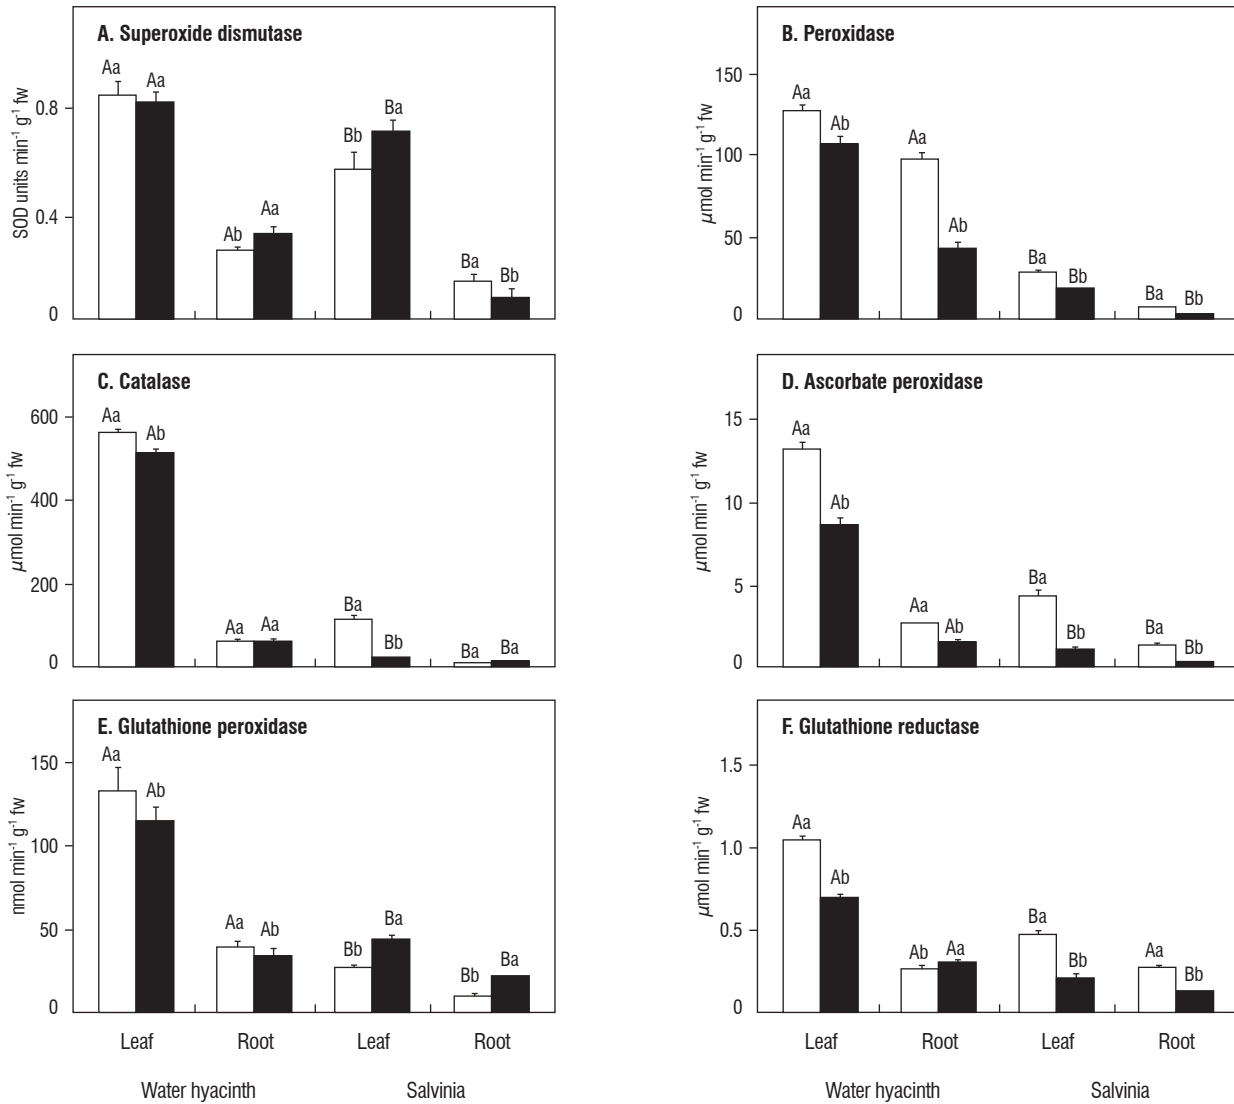 A. Superoxide dismutase
SOD units min-1 g-1 fw
0.8
0.4
0
Aa
Aa
Ab
Aa
Bb
Ba
Ba
Bb
B. Peroxidase
µmol min-1 g-1 fw
150
100
50
0
Aa
Ab
Aa
Ab
Ba
Bb
Ba
Bb
C. Catalase
µmol min-1 g-1 fw
600
400
200
0
Aa
Ab
Aa
Aa
Ba
Bb
Ba
Ba
D. Ascorbate peroxidase
µmol min-1 g-1 fw
15
10
5
0
Aa
Ab
Aa
Ab
Ba
Bb
Ba
Bb
E. Glutathione peroxidase
nmol min-1 g-1 fw
150
100
50
0
Aa
Ab
Aa
Ab
Bb
Ba
Bb
Ba
Leaf Root Leaf Root
Water hyacinth Salvinia
F. Glutathione reductase
µmol min-1 g-1 fw
1.5
1.0
0.5
0
Aa
Ab
Ab
Aa
Ba
Bb
Aa
Bb
Leaf Root Leaf Root
Water hyacinth Salvinia